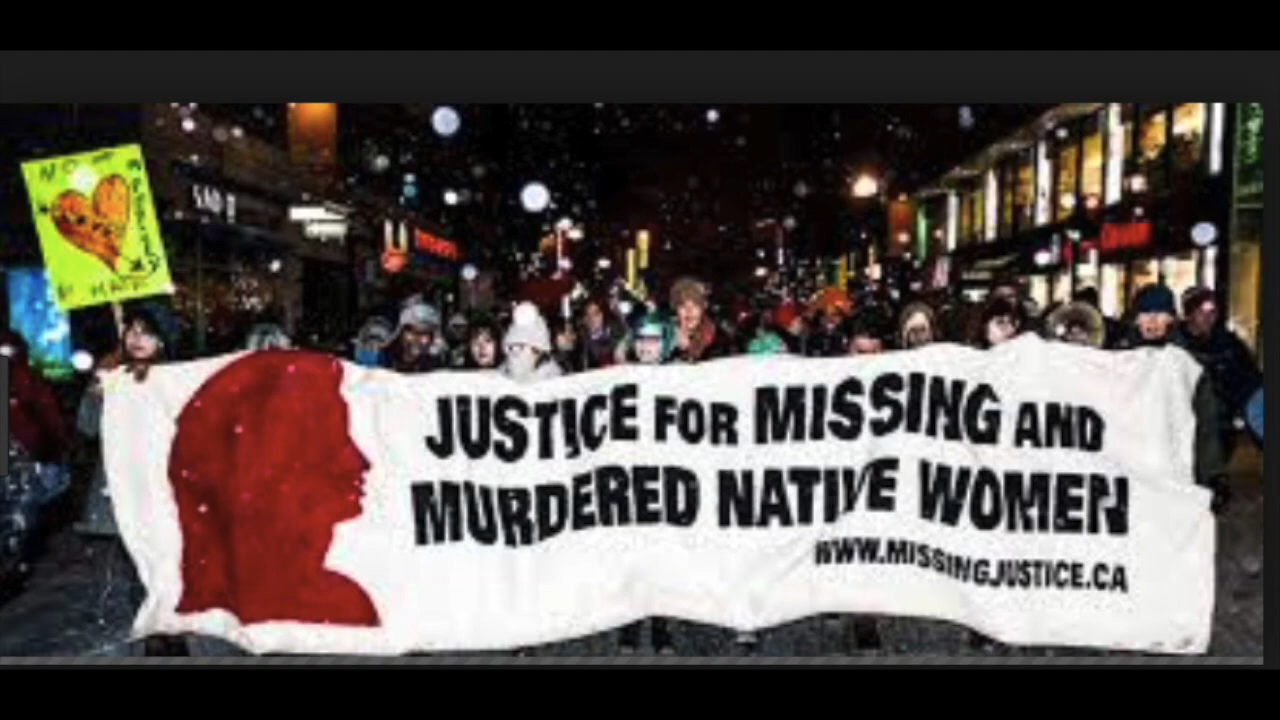 JUSTICE FOR MISSING AND
MURDERED NATIVE WOMEN
WWW.MISSINGJUSTICE.CA